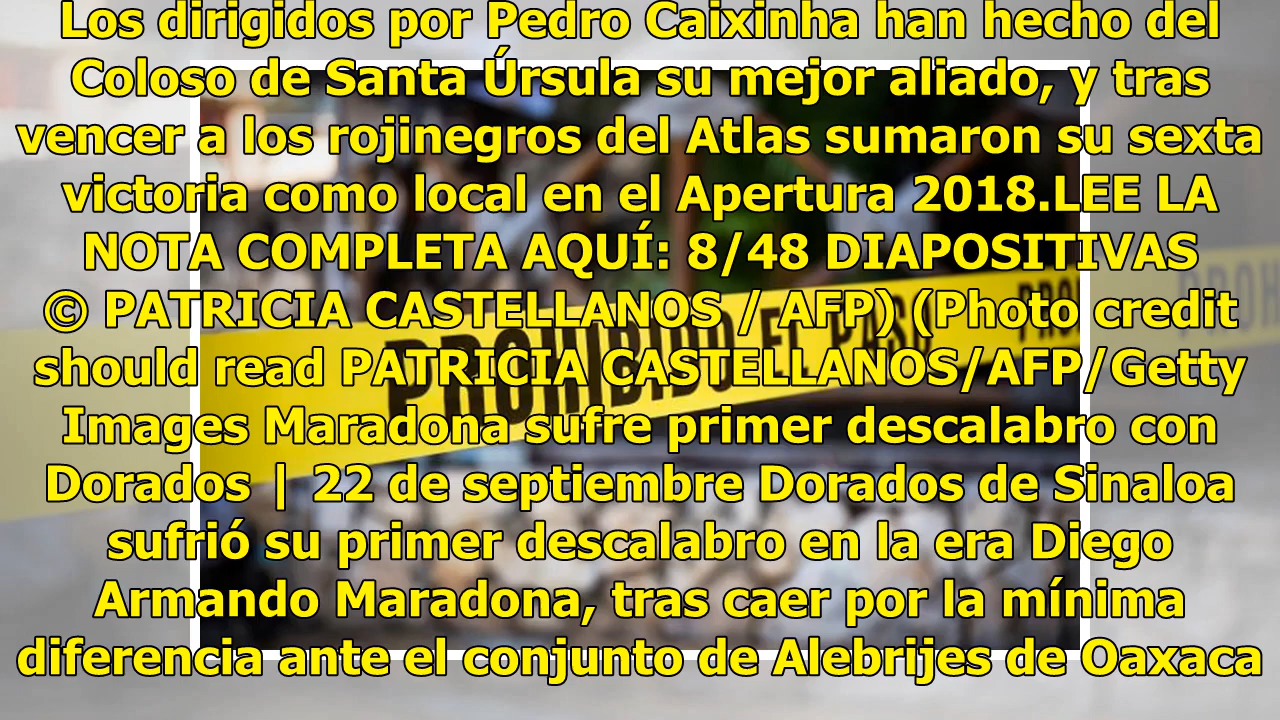 Los dirigidos por Pedro Caixinha han hecho del
Coloso de Santa Úrsula su mejor aliado, y tras
vencer a los rojinegros del Atlas sumaron su sexta
victoria como local en el Apertura 2018.LEE LA
NOTA COMPLETA AQUÍ: 8/48 DIAPOSITIVAS
© PATRICIA CASTELLANOS / AFP) (Photo credit
should read PATRICIA CASTELLANOS/AFP/Getty
Images Maradona sufre primer descalabro con
Dorados | 22 de septiembre Dorados de Sinaloa
sufrió su primer descalabro en la era Diego
Armando Maradona, tras caer por la mínima
diferencia ante el conjunto de Alebrijes de Oaxaca
PROHIBIDO EL PASO PROH